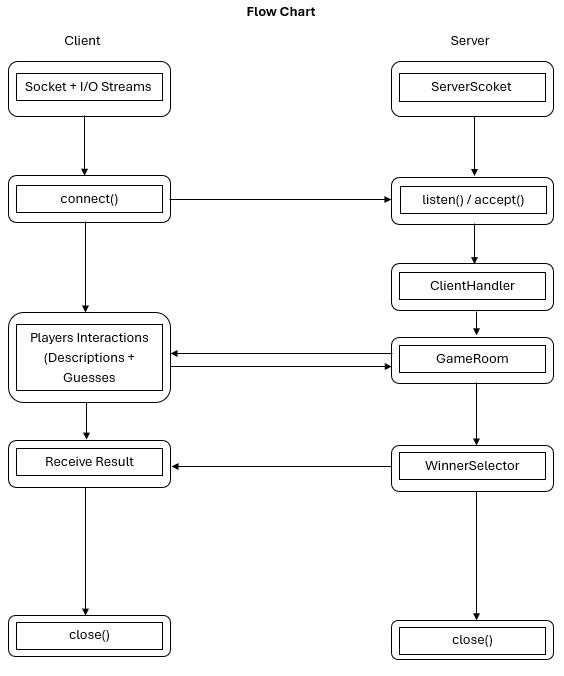 Flow Chart
Client
Server
Socket + I/O Streams
ServerScoket
connect()
listen() / accept()
ClientHandler
Players Interactions
(Descriptions +
Guesses
GameRoom
Receive Result
WinnerSelector
close()
close()